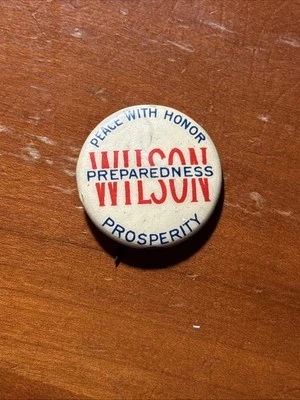 PEACE WITH HONOR
WILSON
PREPAREDNESS
PROSPERITY